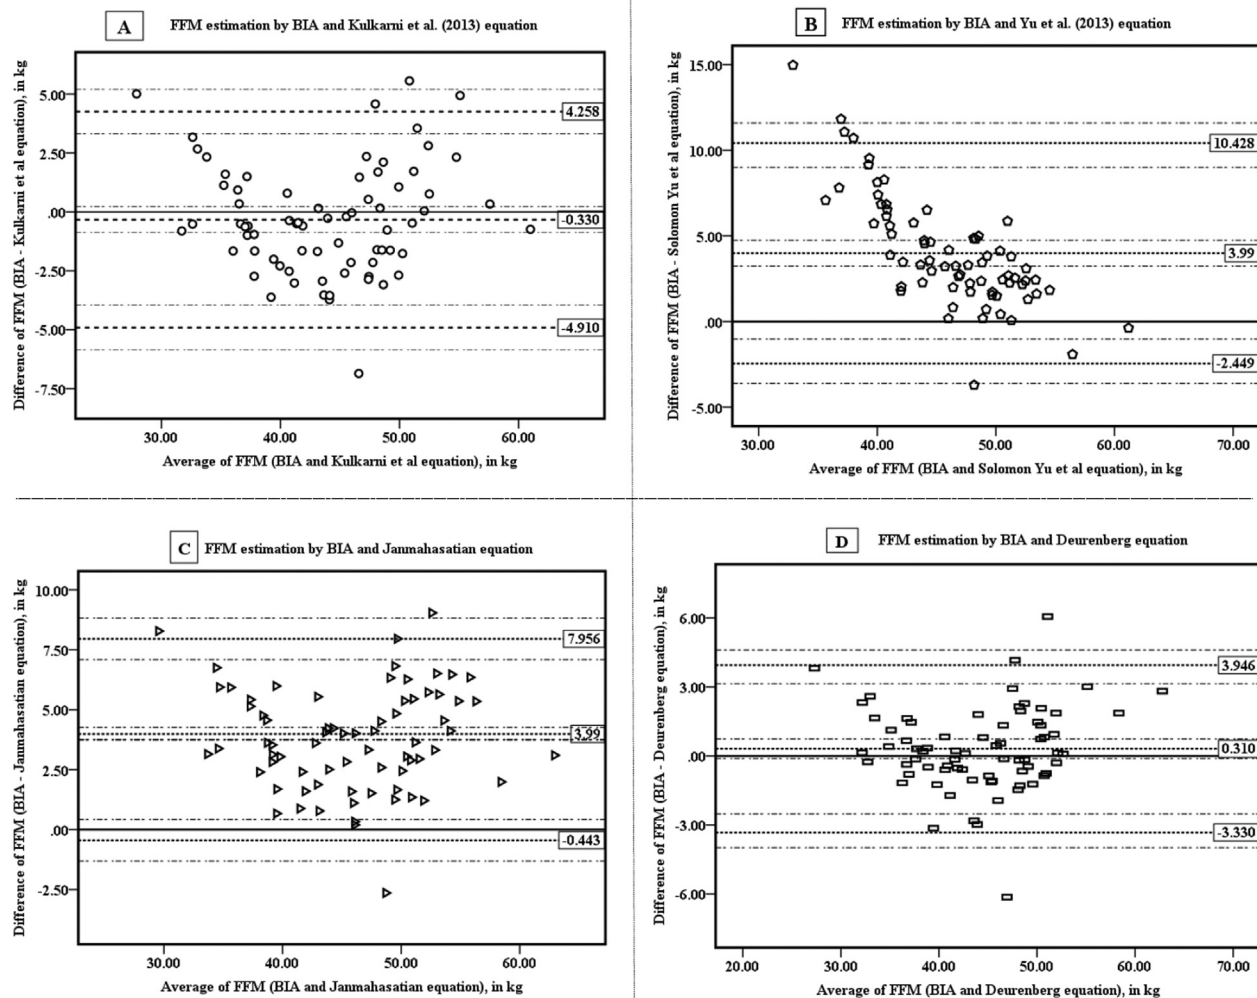 A
FFM estimation by BIA and Kulkarni et al. (2013) equation
Difference of FFM (BIA - Kulkarni et al equation), in kg
5.00
2.50
.00
-2.50
-5.00
-7.50
4.258
-0.330
-4.910
30.00 40.00 50.00 60.00
Average of FFM (BIA and Kulkarni et al equation), in kg
B
FFM estimation by BIA and Yu et al. (2013) equation
Difference of FFM (BIA - Solomon Yu et al equation), in kg
15.00
10.00
5.00
.00
-5.00
10.428
3.99
-2.449
30.00 40.00 50.00 60.00 70.00
Average of FFM (BIA and Solomon Yu et al equation), in kg
C
FFM estimation by BIA and Janmahasatian equation
Difference of FFM (BIA - Janmahasatian equation), in kg
10.00
7.50
5.00
2.50
.00
-2.50
7.956
3.99
-0.443
30.00 40.00 50.00 60.00
Average of FFM (BIA and Janmahasatian equation), in kg
D
FFM estimation by BIA and Deurenberg equation
Difference of FFM (BIA and Deurenberg equation), in kg
6.00
3.00
.00
-3.00
-6.00
3.946
0.310
-3.330
20.00 30.00 40.00 50.00 60.00 70.00
Average of FFM (BIA and Deurenberg equation), in kg